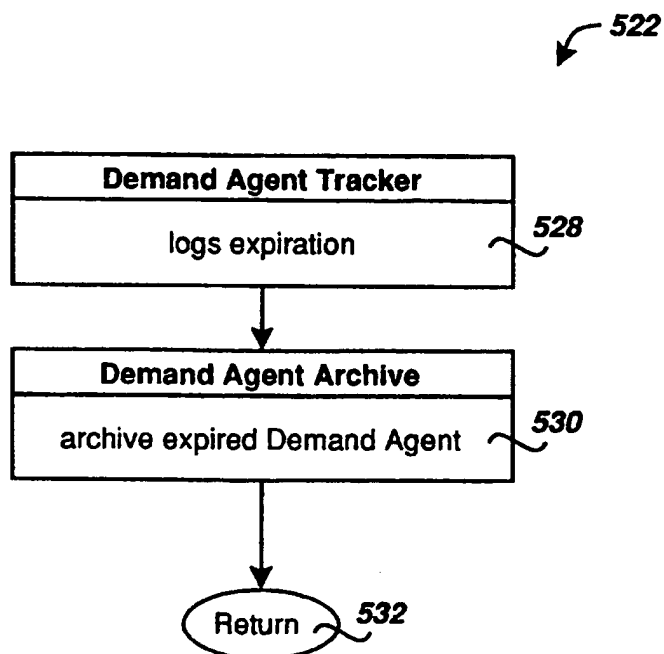 522
Demand Agent Tracker
logs expiration
528
Demand Agent Archive
archive expired Demand Agent
530
Return
532